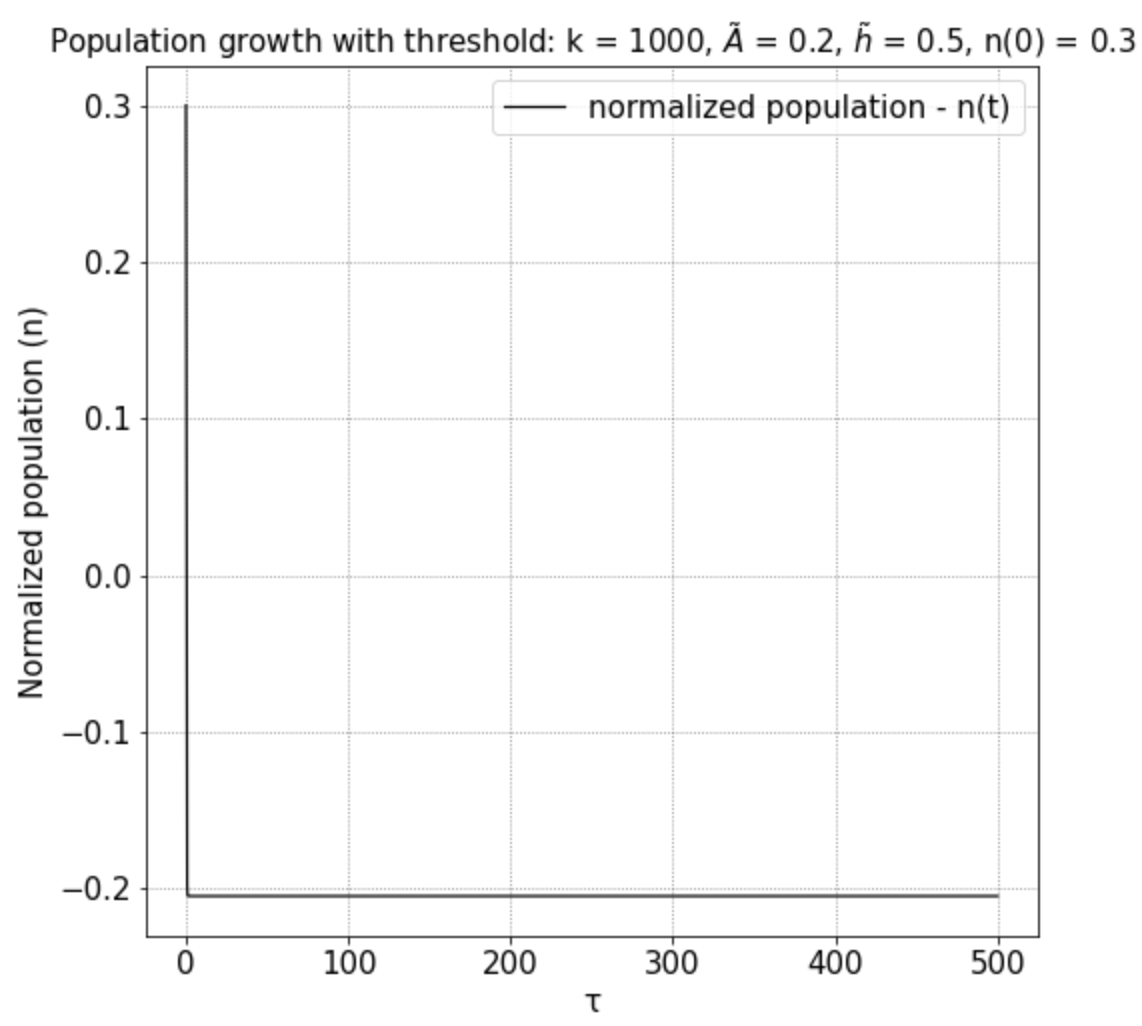 Population growth with threshold: k = 1000, Ã = 0.2, h̃ = 0.5, n(0) = 0.3
normalized population - n(t)
Normalized population (n)
0.3
0.2
0.1
0.0
−0.1
−0.2
0 100 200 300 400 500
τ